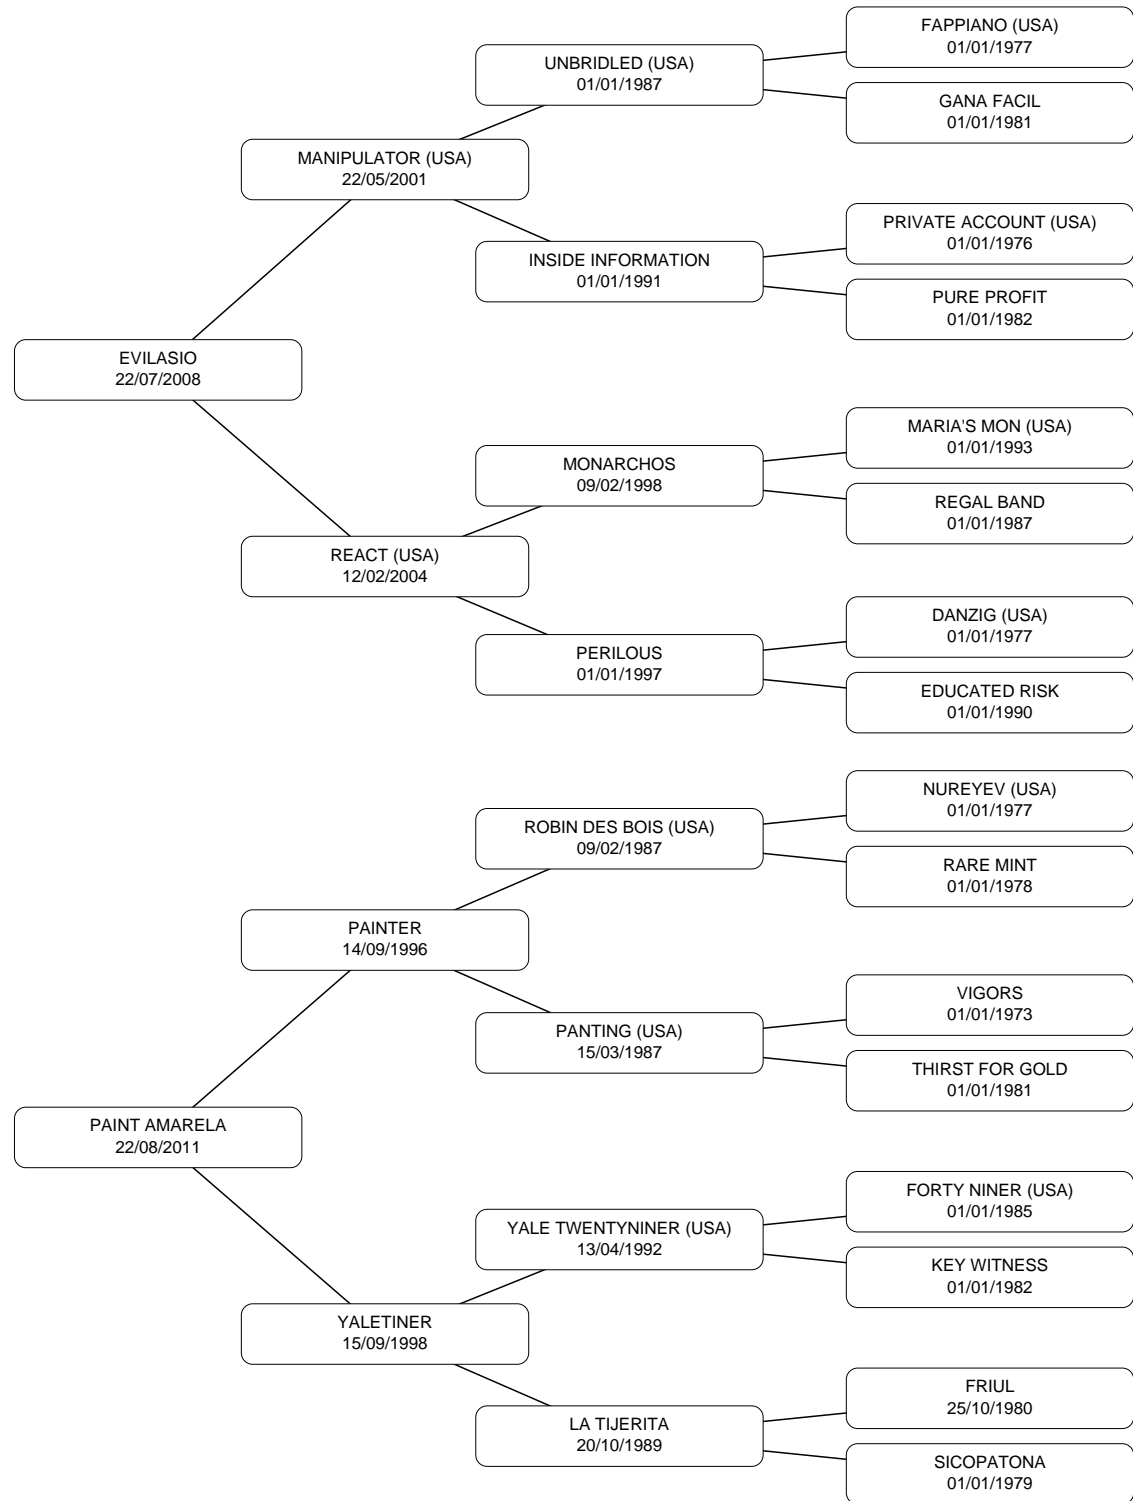 FAPPIANO (USA)
01/01/1977
UNBRIDLED (USA)
01/01/1987
GANA FACIL
01/01/1981
MANIPULATOR (USA)
22/05/2001
PRIVATE ACCOUNT (USA)
01/01/1976
INSIDE INFORMATION
01/01/1991
PURE PROFIT
01/01/1982
EVILASIO
22/07/2008
MARIA'S MON (USA)
01/01/1993
MONARCHOS
09/02/1998
REGAL BAND
01/01/1987
REACT (USA)
12/02/2004
DANZIG (USA)
01/01/1977
PERILOUS
01/01/1997
EDUCATED RISK
01/01/1990
NUREYEV (USA)
01/01/1977
ROBIN DES BOIS (USA)
09/02/1987
RARE MINT
01/01/1978
PAINTER
14/09/1996
VIGORS
01/01/1973
PANTING (USA)
15/03/1987
THIRST FOR GOLD
01/01/1981
PAINT AMARELA
22/08/2011
FORTY NINER (USA)
01/01/1985
YALE TWENTYNINER (USA)
13/04/1992
KEY WITNESS
01/01/1982
YALETINER
15/09/1998
FRIUL
25/10/1980
LA TIJERITA
20/10/1989
SICOPATONA
01/01/1979